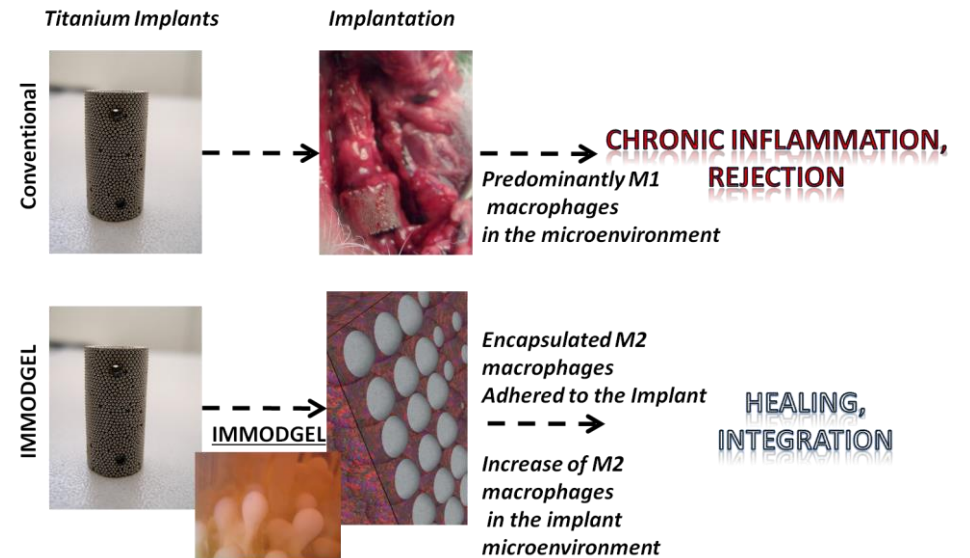 Titanium Implants
Implantation
Conventional
Predominantly M1
macrophages
in the microenvironment
CHRONIC INFLAMMATION,
REJECTION
IMMODGEL
IMMODGEL
Encapsulated M2
macrophages
Adhered to the Implant
Increase of M2
macrophages
in the implant
microenvironment
HEALING,
INTEGRATION